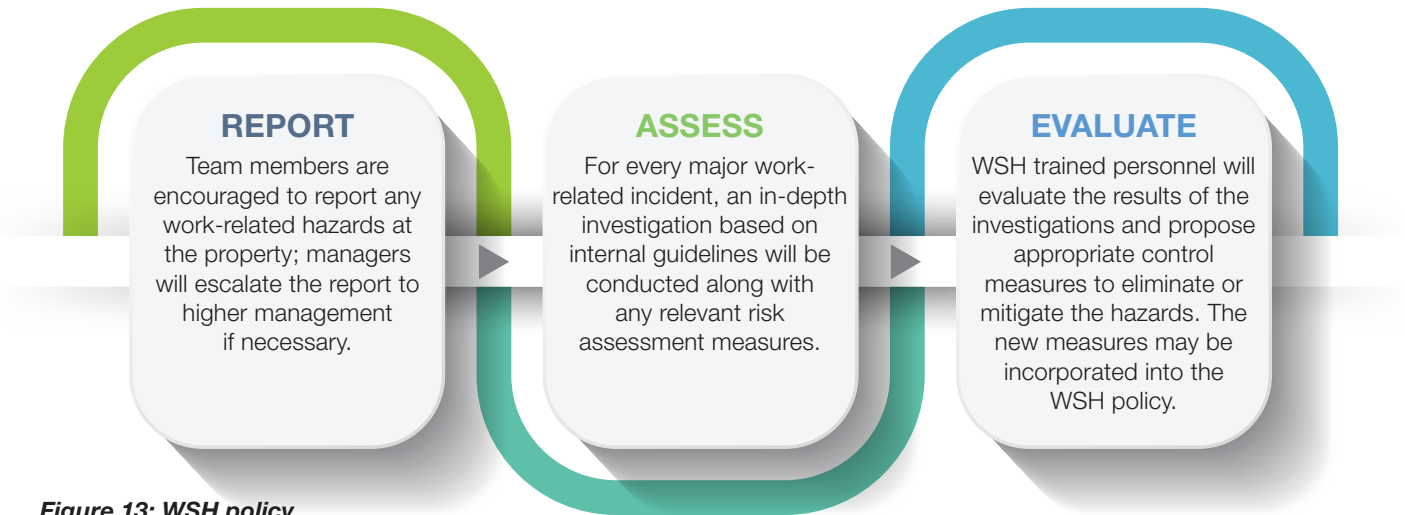 REPORT
Team members are
encouraged to report any
work-related hazards at
the property; managers
will escalate the report to
higher management
if necessary.
ASSESS
For every major work-
related incident, an in-depth
investigation based on
internal guidelines will be
conducted along with
any relevant risk
assessment measures.
EVALUATE
WSH trained personnel will
evaluate the results of the
investigations and propose
appropriate control
measures to eliminate or
mitigate the hazards. The
new measures may be
incorporated into the
WSH policy.
Figure 13: WSH policy